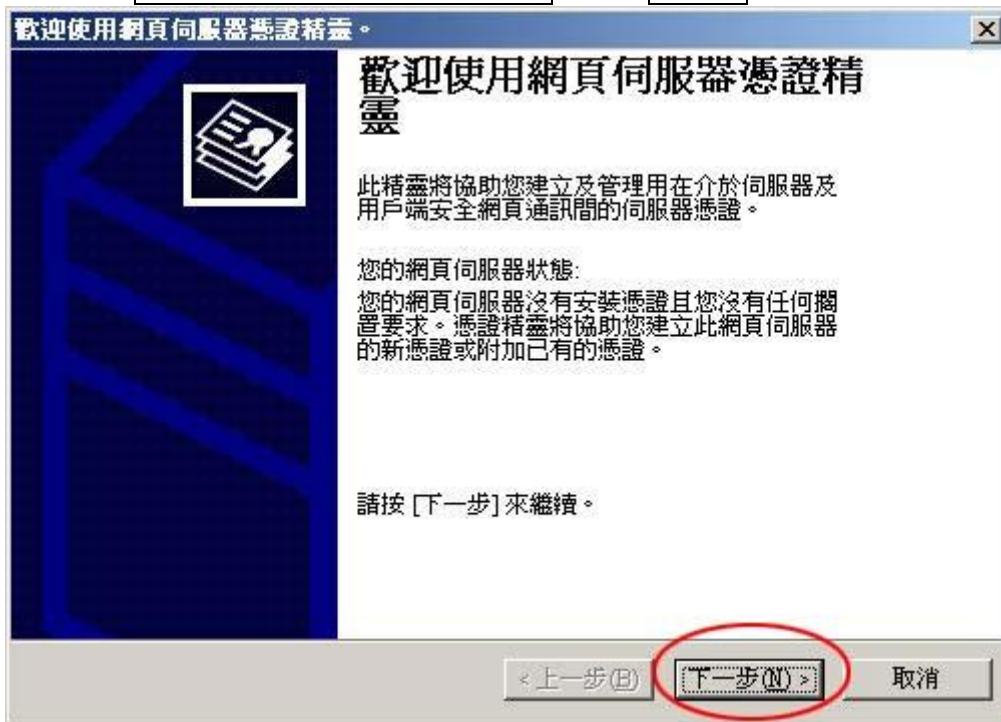 歡迎使用網頁伺服器憑證精靈。
歡迎使用網頁伺服器憑證精
靈
此精靈將協助您建立及管理用在介於伺服器及
用戶端安全網頁通訊間的伺服器憑證。
您的網頁伺服器狀態:
您的網頁伺服器沒有安裝憑證且您沒有任何擱
置要求。憑證精靈將協助您建立此網頁伺服器
的新憑證或附加已有的憑證。
請按 [下一步] 來繼續。
< 上一步(B) 下一步(N) > 取消